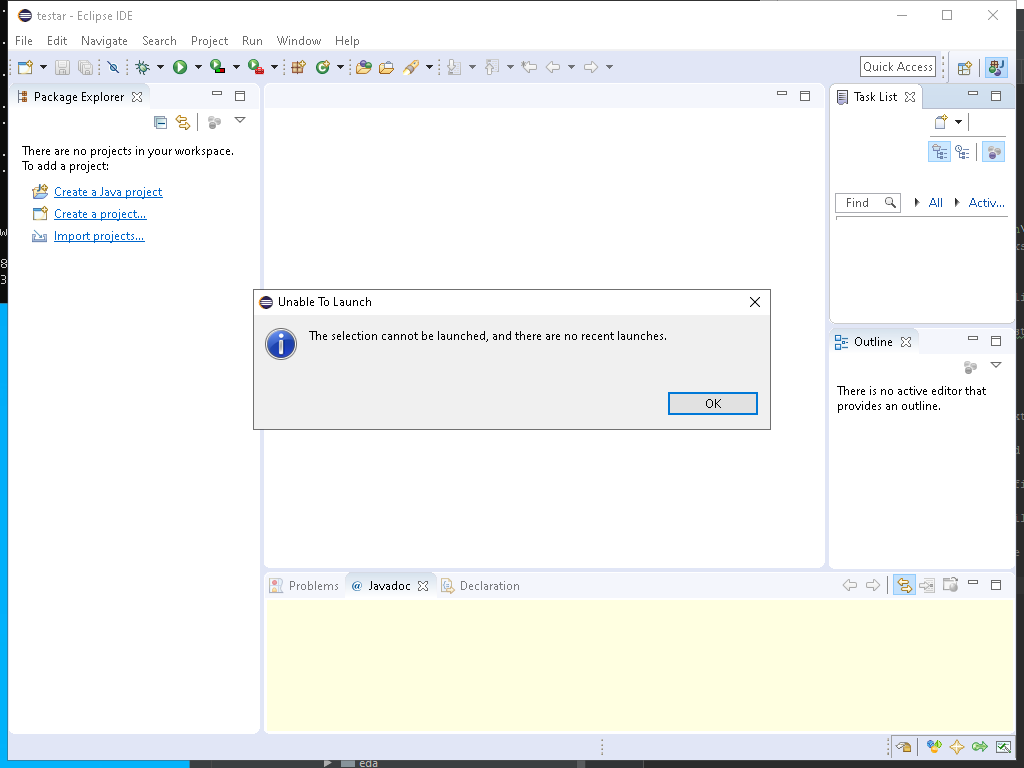 testar - Eclipse IDE
File Edit Navigate Search Project Run Window Help
Quick Access
Package Explorer
There are no projects in your workspace.
To add a project:
Create a Java project
Create a project...
Import projects...
Task List
Find
All
Activ...
Unable To Launch
The selection cannot be launched, and there are no recent launches.
OK
Outline
There is no active editor that
provides an outline.
Problems
@ Javadoc
Declaration
eda